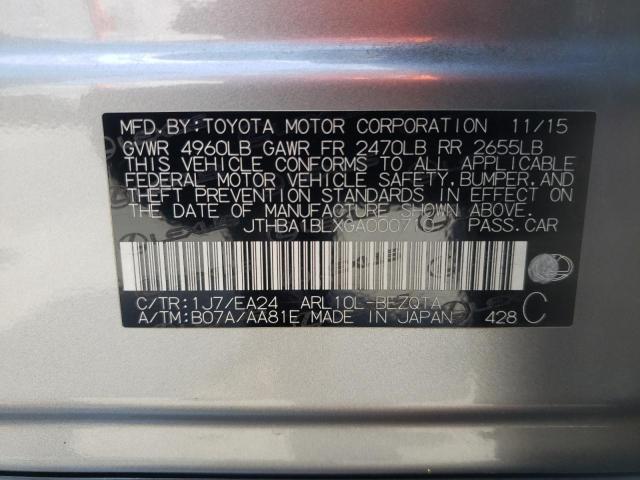 MFD.BY:TOYOTA MOTOR CORPORATION 11/15
GVWR 4960LB GAWR FR 2470LB RR 2655LB
THIS VEHICLE CONFORMS TO ALL APPLICABLE
FEDERAL MOTOR VEHICLE SAFETY,BUMPER,AND
THEFT PREVENTION STANDARDS IN EFFECT ON
THE DATE OF MANUFACTURE SHOWN ABOVE.
PASS.CAR
C/TR:1J7/EA24 ARL10L-BEZQTA
A/TM:B07A/AA81E MADE IN JAPAN 428 C